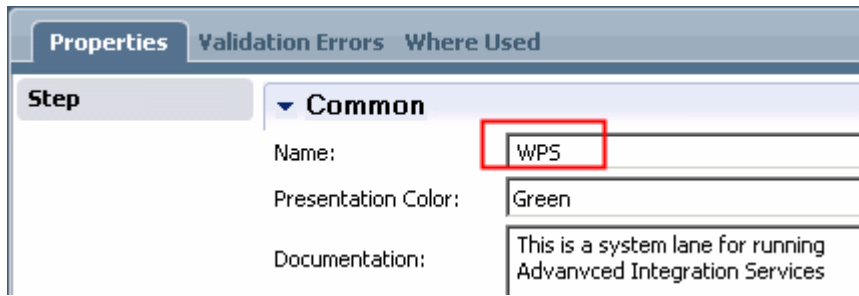 Properties Validation Errors Where Used
Step
Common
Name: WPS
Presentation Color: Green
Documentation: This is a system lane for running
Advanvced Integration Services